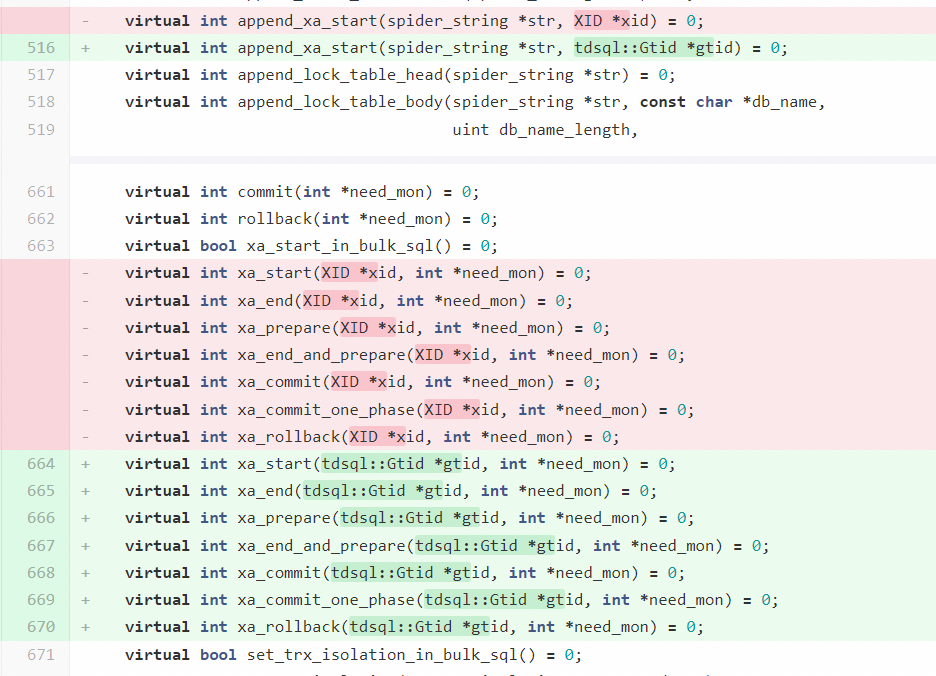 -    virtual int append_xa_start(spider_string *str, XID *xid) = 0;
516 +    virtual int append_xa_start(spider_string *str, tdsql::Gtid *gtid) = 0;
517      virtual int append_lock_table_head(spider_string *str) = 0;
518      virtual int append_lock_table_body(spider_string *str, const char *db_name,
519                                         uint db_name_length,
661      virtual int commit(int *need_mon) = 0;
662      virtual int rollback(int *need_mon) = 0;
663      virtual bool xa_start_in_bulk_sql() = 0;
-    virtual int xa_start(XID *xid, int *need_mon) = 0;
-    virtual int xa_end(XID *xid, int *need_mon) = 0;
-    virtual int xa_prepare(XID *xid, int *need_mon) = 0;
-    virtual int xa_end_and_prepare(XID *xid, int *need_mon) = 0;
-    virtual int xa_commit(XID *xid, int *need_mon) = 0;
-    virtual int xa_commit_one_phase(XID *xid, int *need_mon) = 0;
-    virtual int xa_rollback(XID *xid, int *need_mon) = 0;
664 +    virtual int xa_start(tdsql::Gtid *gtid, int *need_mon) = 0;
665 +    virtual int xa_end(tdsql::Gtid *gtid, int *need_mon) = 0;
666 +    virtual int xa_prepare(tdsql::Gtid *gtid, int *need_mon) = 0;
667 +    virtual int xa_end_and_prepare(tdsql::Gtid *gtid, int *need_mon) = 0;
668 +    virtual int xa_commit(tdsql::Gtid *gtid, int *need_mon) = 0;
669 +    virtual int xa_commit_one_phase(tdsql::Gtid *gtid, int *need_mon) = 0;
670 +    virtual int xa_rollback(tdsql::Gtid *gtid, int *need_mon) = 0;
671      virtual bool set_trx_isolation_in_bulk_sql() = 0;